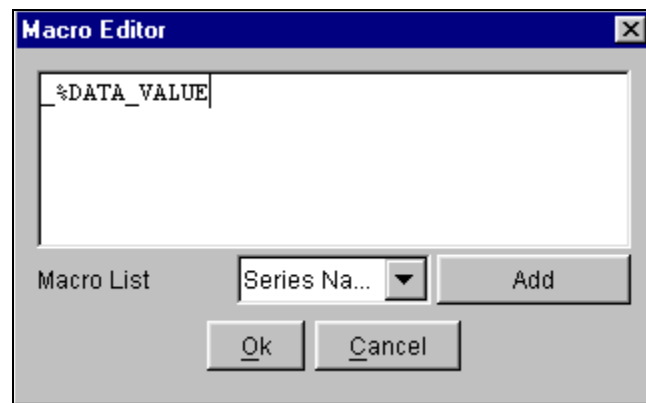 Macro Editor
_%DATA_VALUE
Macro List Series Na... Add
Ok Cancel